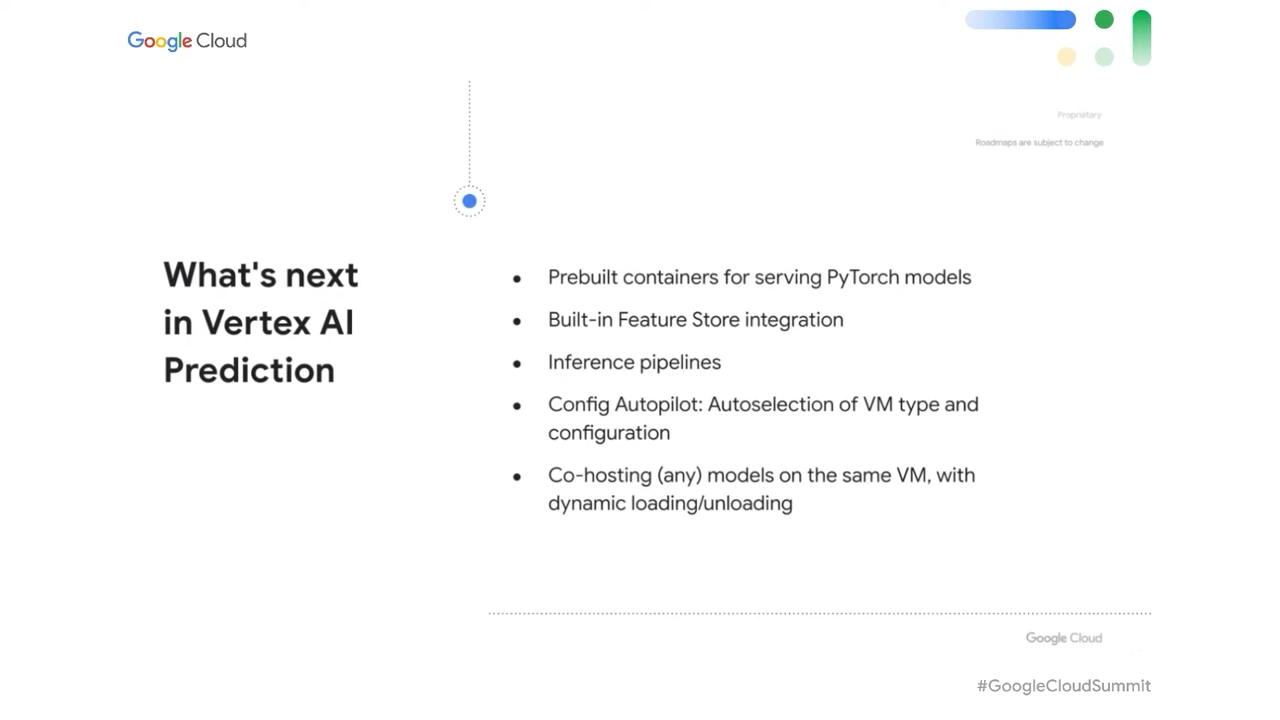 Google Cloud
Proprietary
Roadmaps are subject to change
What's next
in Vertex AI
Prediction
● Prebuilt containers for serving PyTorch models
● Built-in Feature Store integration
● Inference pipelines
● Config Autopilot: Autoselection of VM type and
configuration
● Co-hosting (any) models on the same VM, with
dynamic loading/unloading
Google Cloud
#GoogleCloudSummit